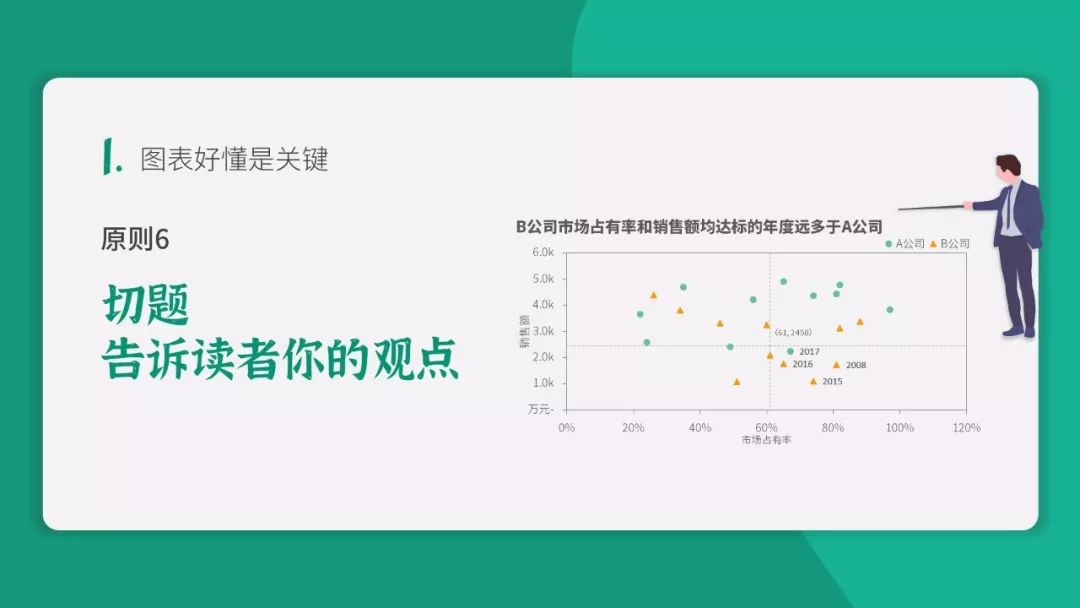 1. 图表好懂是关键
原则6
切题
告诉读者你的观点
B公司市场占有率和销售额均达标的年度远多于A公司
A公司 B公司
6.0k
5.0k
4.0k
3.0k
2.0k
1.0k
万元-
销售额
(61,2450)
2017
2016
2008
2015
0% 20% 40% 60% 80% 100% 120%
市场占有率